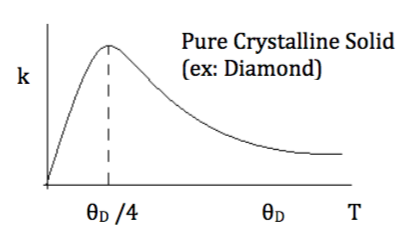 Pure Crystalline Solid
(ex: Diamond)
k
θD /4
θD
T